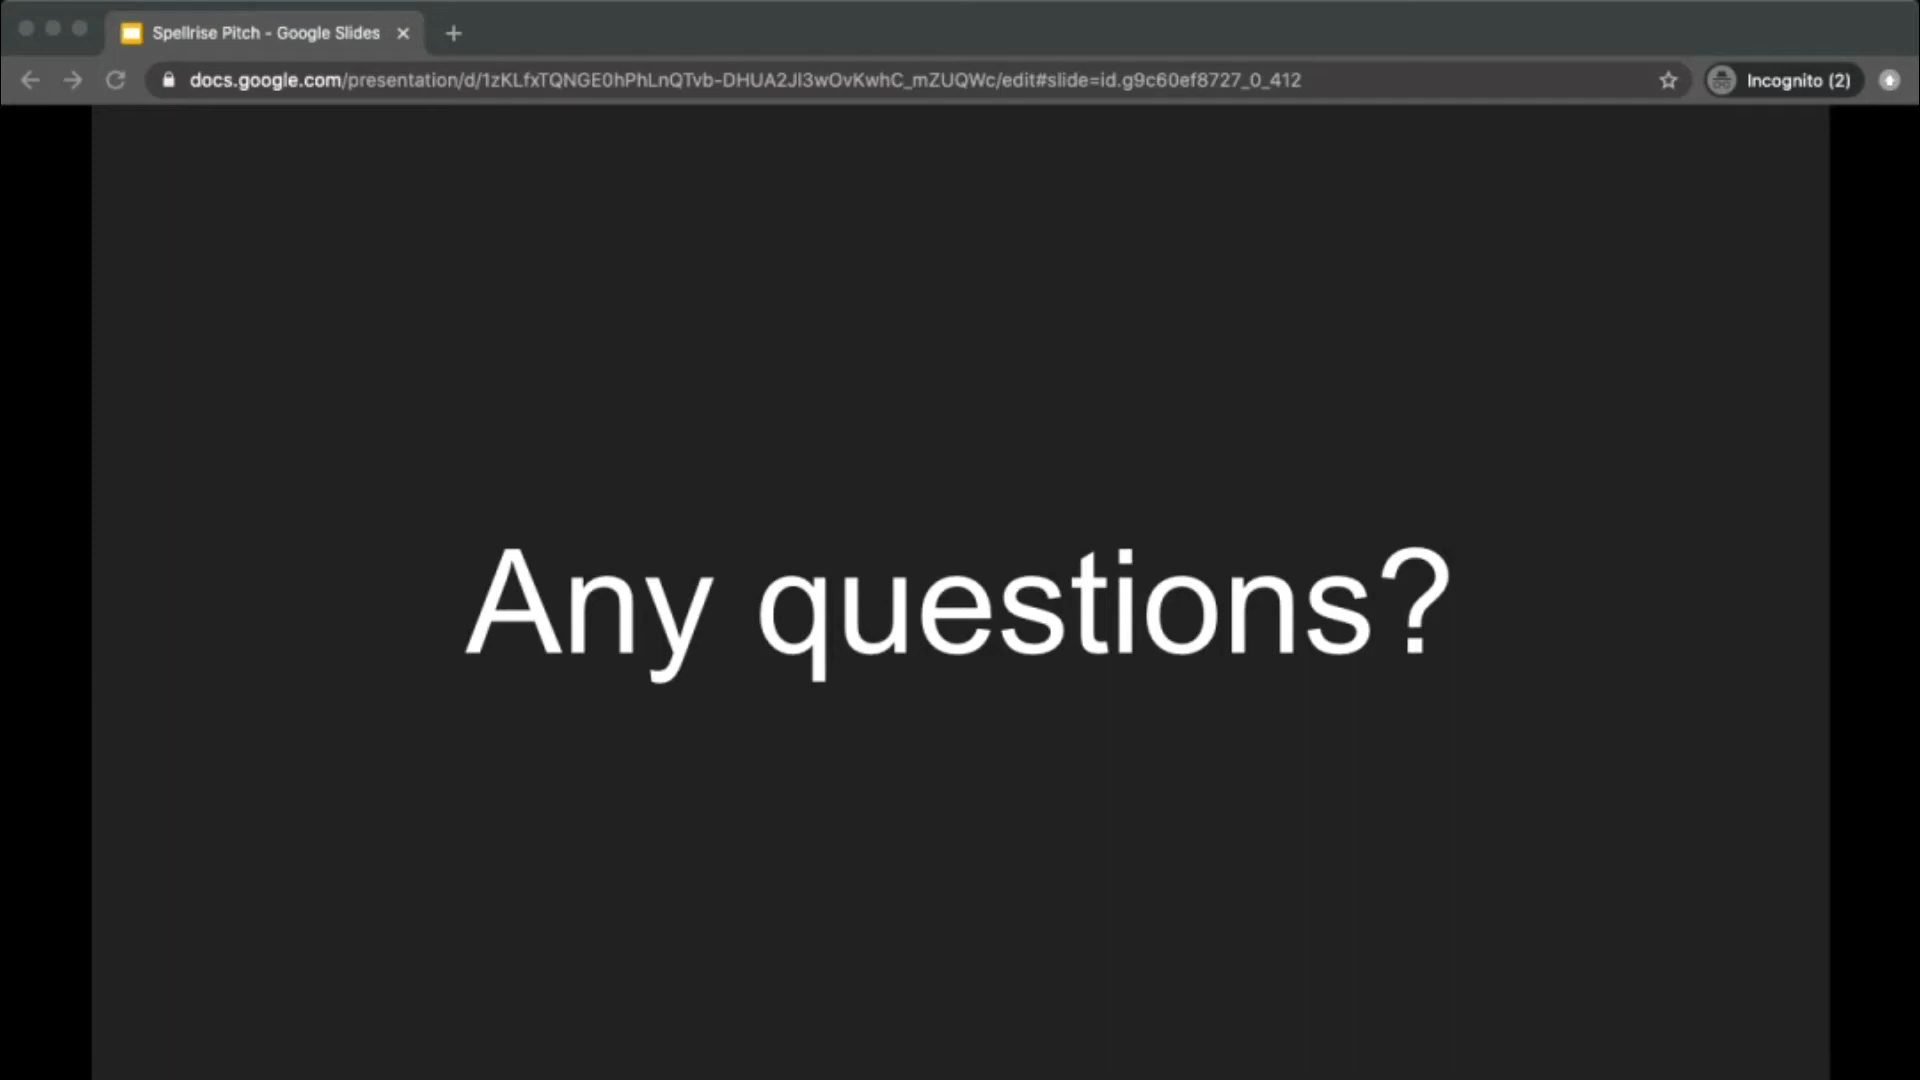 Spellrise Pitch - Google Slides
docs.google.com/presentation/d/1zKLfxTQNGE0hPhLnQTvb-DHUA2Jl3wOvKwhC_mZUQWc/edit#slide=id.g9c60ef8727_0_412
Incognito (2)
Any questions?